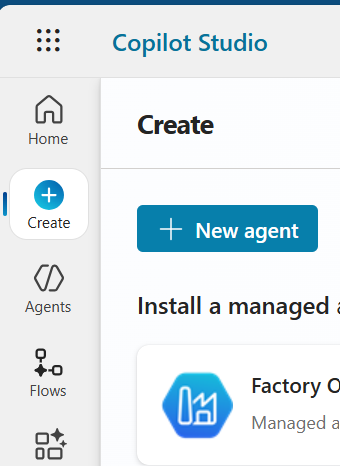 Copilot Studio
Home
Create
Create
New agent
Agents
Install a managed
Flows
Factory O
Managed a